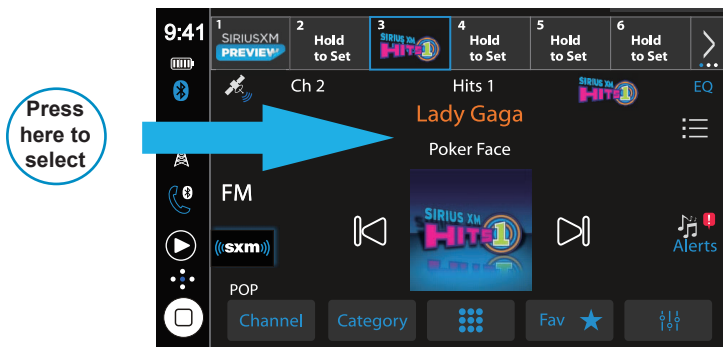 9:41
1
SIRIUSXM
PREVIEW
2
Hold
to Set
3
SIRIUS XM
HITS 1
4
Hold
to Set
5
Hold
to Set
6
Hold
to Set
Ch 2
Hits 1
SIRIUS XM
HITS 1
EQ
Press
here to
select
Lady Gaga
Poker Face
FM
SIRIUS XM
HITS 1
((sxm))
Alerts
POP
Channel
Category
Fav